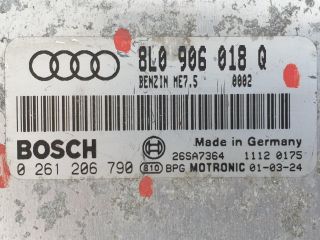 8L0 906 018 Q
BENZIN ME7.5 0002
Made in Germany
BOSCH 26SA7364 1112 0175
0 261 206 790 810 BPG MOTRONIC 01-03-24